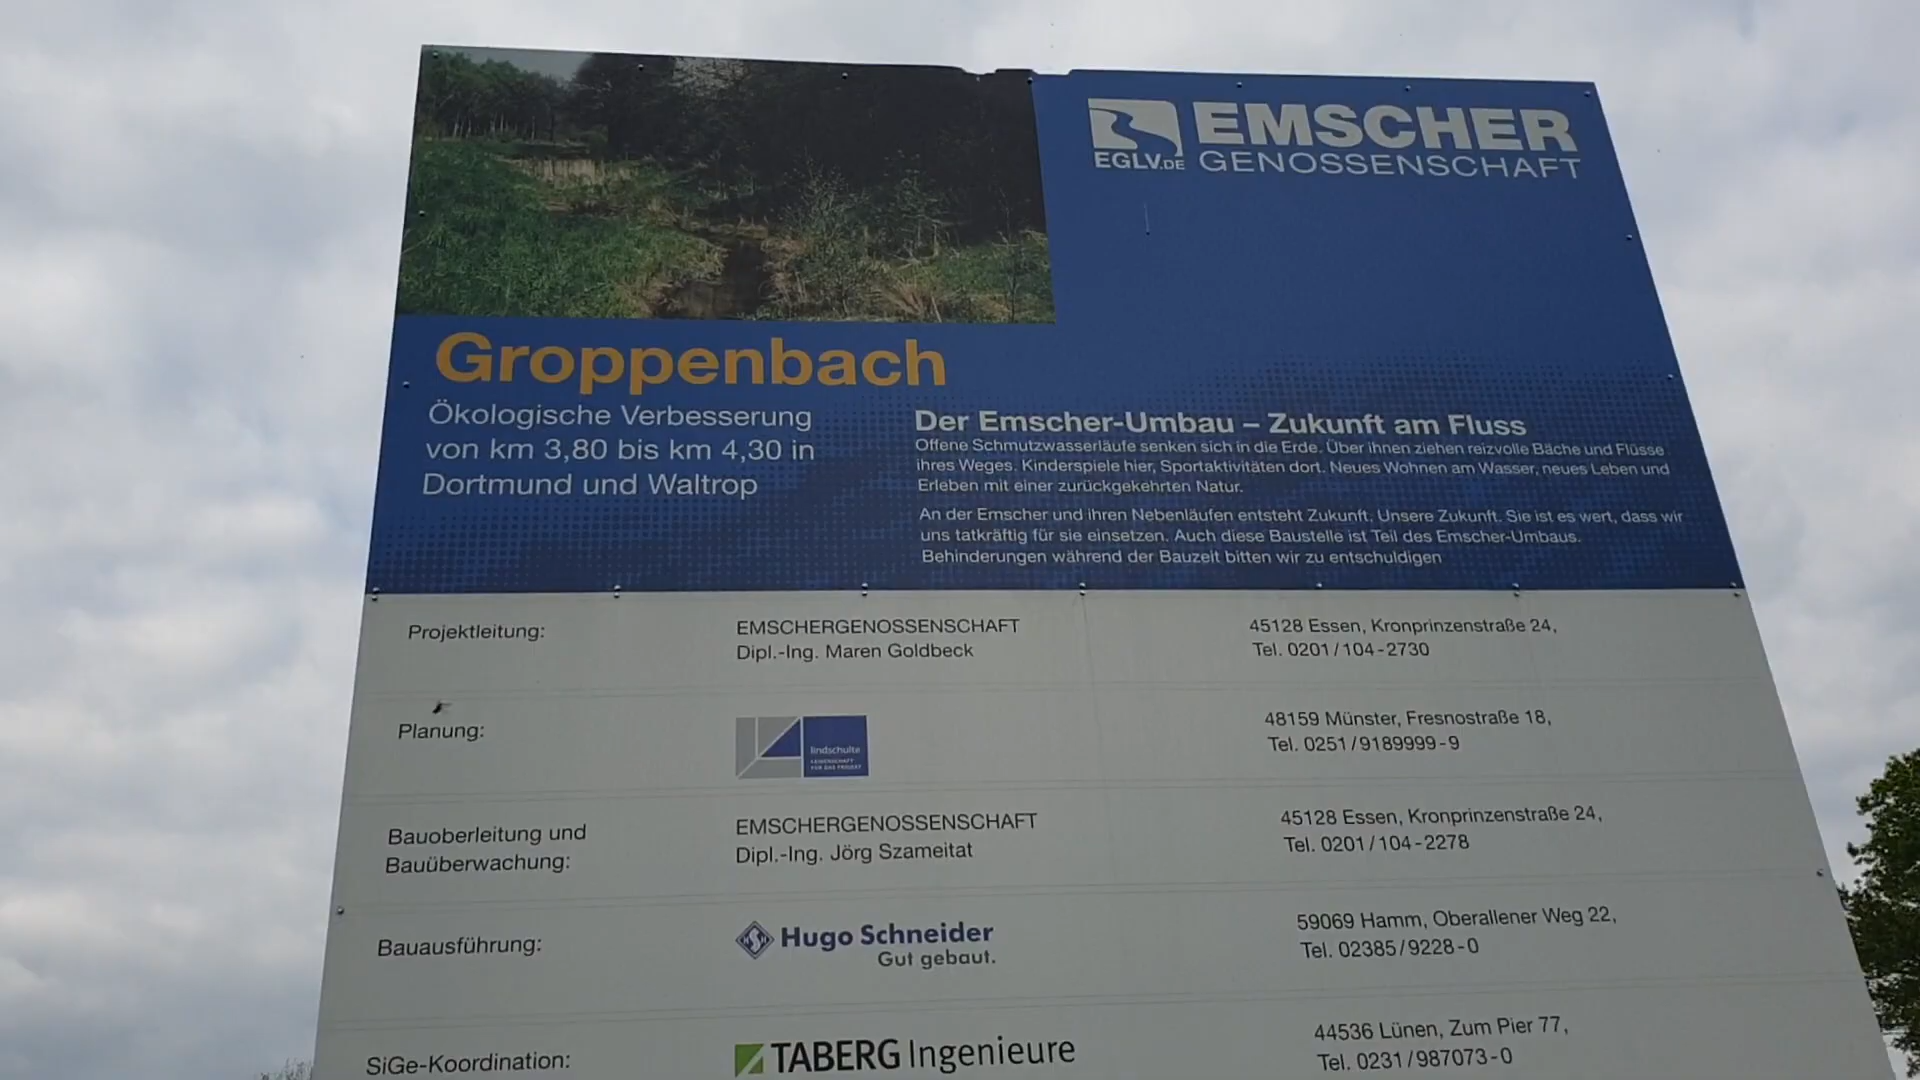 EGLV.DE
EMSCHER
GENOSSENSCHAFT
Groppenbach
Ökologische Verbesserung
von km 3,80 bis km 4,30 in
Dortmund und Waltrop
Der Emscher-Umbau – Zukunft am Fluss
Offene Schmutzwasserläufe senken sich in die Erde. Über ihnen ziehen reizvolle Bäche und Flüsse
ihres Weges. Kinderspiele hier, Sportaktivitäten dort. Neues Wohnen am Wasser, neues Leben und
Erleben mit einer zurückgekehrten Natur.
An der Emscher und ihren Nebenläufen entsteht Zukunft. Unsere Zukunft. Sie ist es wert, dass wir
uns tatkräftig für sie einsetzen. Auch diese Baustelle ist Teil des Emscher-Umbaus.
Behinderungen während der Bauzeit bitten wir zu entschuldigen
Projektleitung:
EMSCHERGENOSSENSCHAFT
Dipl.-Ing. Maren Goldbeck
45128 Essen, Kronprinzenstraße 24,
Tel. 0201/104-2730
Planung:
lindschulte
LEIDENSCHAFT
FÜR DAS PROJEKT
48159 Münster, Fresnostraße 18,
Tel. 0251/9189999-9
Bauoberleitung und
Bauüberwachung:
EMSCHERGENOSSENSCHAFT
Dipl.-Ing. Jörg Szameitat
45128 Essen, Kronprinzenstraße 24,
Tel. 0201/104-2278
Bauausführung:
HSH
Hugo Schneider
Gut gebaut.
59069 Hamm, Oberallener Weg 22,
Tel. 02385/9228-0
SiGe-Koordination:
TABERG Ingenieure
44536 Lünen, Zum Pier 77,
Tel. 0231/987073-0